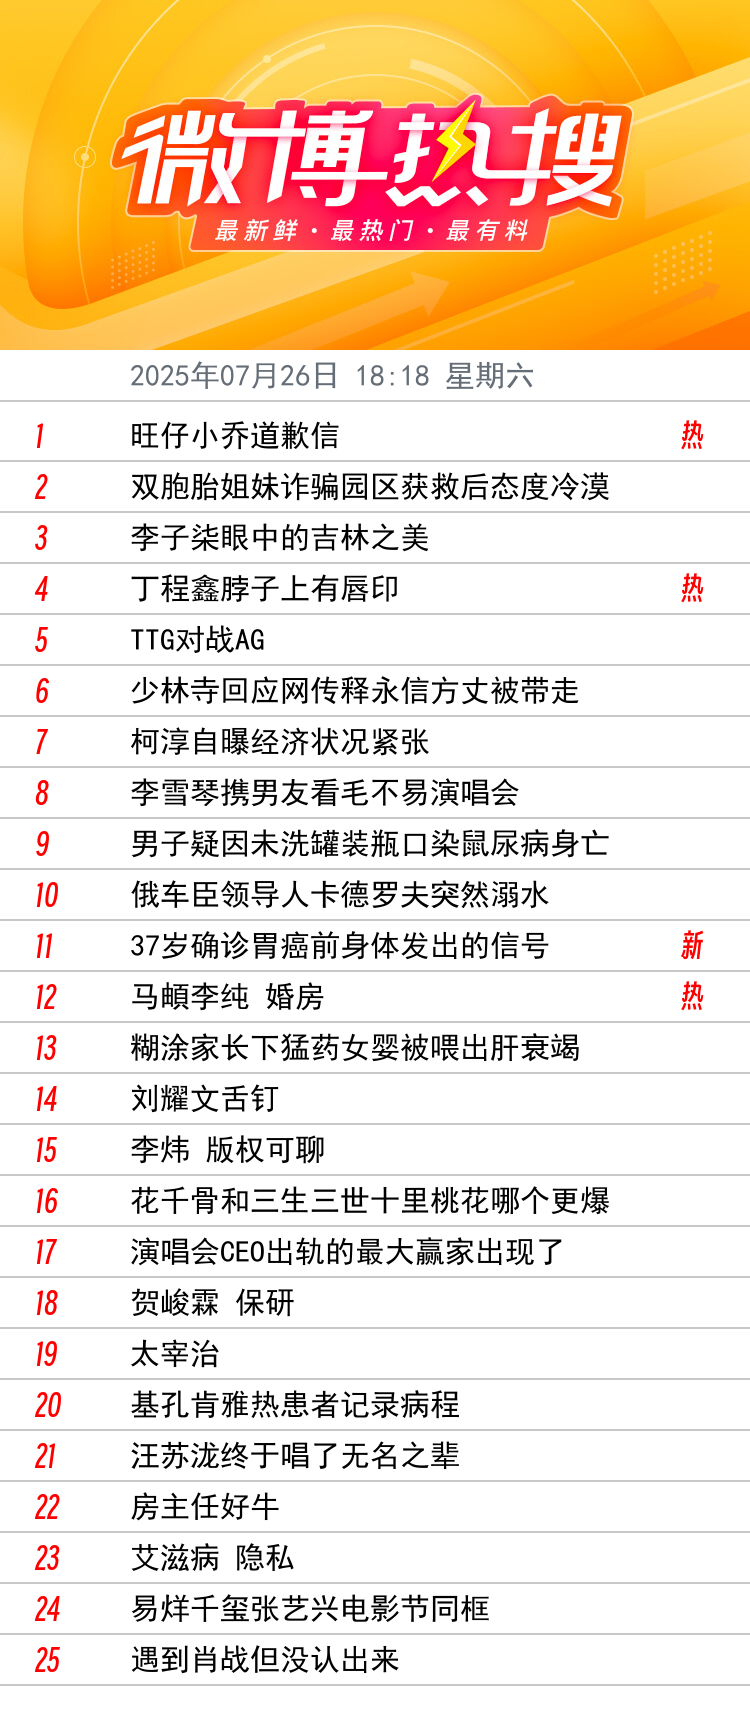 微博热搜
最新鲜·最热门·最有料
2025年07月26日 18:18 星期六
1 旺仔小乔道歉信 热
2 双胞胎姐妹诈骗园区获救后态度冷漠
3 李子柒眼中的吉林之美
4 丁程鑫脖子上有唇印 热
5 TTG对战AG
6 少林寺回应网传释永信方丈被带走
7 柯淳自曝经济状况紧张
8 李雪琴携男友看毛不易演唱会
9 男子疑因未洗罐装瓶口染鼠尿病身亡
10 俄车臣领导人卡德罗夫突然溺水
11 37岁确诊胃癌前身体发出的信号 新
12 马頔李纯 婚房 热
13 糊涂家长下猛药女婴被喂出肝衰竭
14 刘耀文舌钉
15 李炜 版权可聊
16 花千骨和三生三世十里桃花哪个更爆
17 演唱会CEO出轨的最大赢家出现了
18 贺峻霖 保研
19 太宰治
20 基孔肯雅热患者记录病程
21 汪苏泷终于唱了无名之辈
22 房主任好牛
23 艾滋病 隐私
24 易烊千玺张艺兴电影节同框
25 遇到肖战但没认出来